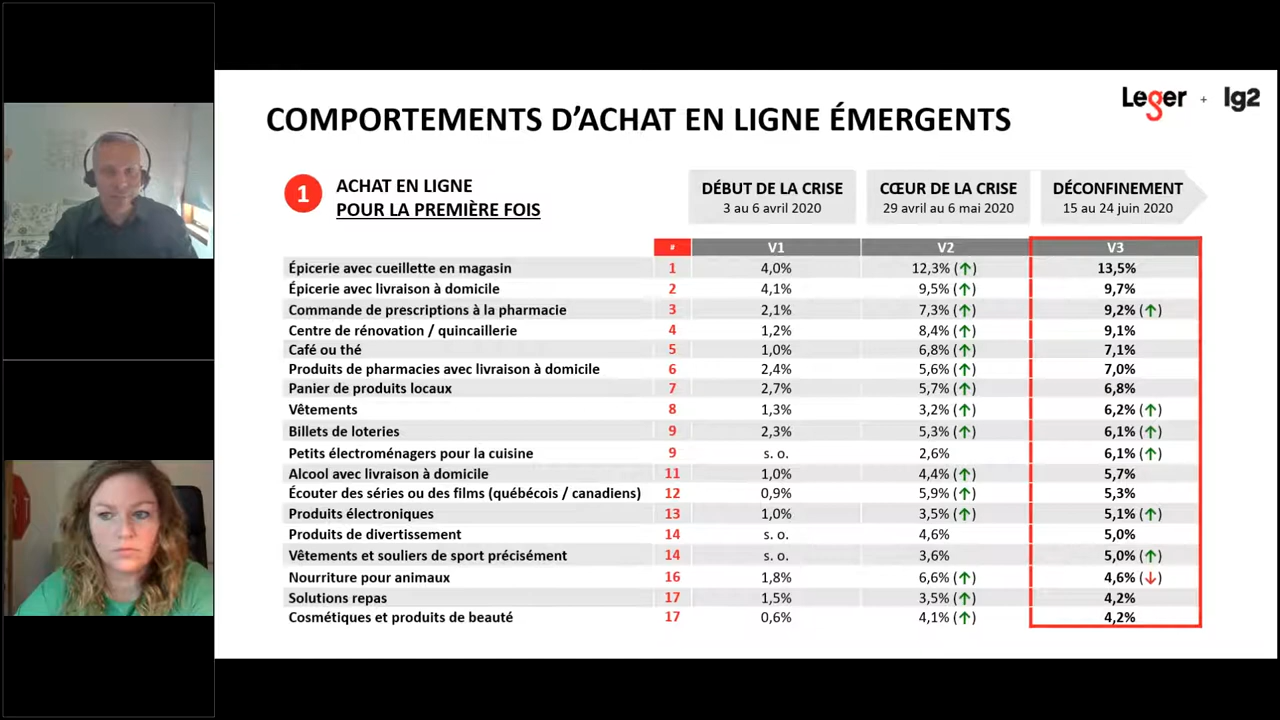 Leger + lg2
COMPORTEMENTS D'ACHAT EN LIGNE ÉMERGENTS
1
ACHAT EN LIGNE
POUR LA PREMIÈRE FOIS
DÉBUT DE LA CRISE
3 au 6 avril 2020
CŒUR DE LA CRISE
29 avril au 6 mai 2020
DÉCONFINEMENT
15 au 24 juin 2020
# V1 V2 V3
Épicerie avec cueillette en magasin 1 4,0% 12,3% (↑) 13,5%
Épicerie avec livraison à domicile 2 4,1% 9,5% (↑) 9,7%
Commande de prescriptions à la pharmacie 3 2,1% 7,3% (↑) 9,2% (↑)
Centre de rénovation / quincaillerie 4 1,2% 8,4% (↑) 9,1%
Café ou thé 5 1,0% 6,8% (↑) 7,1%
Produits de pharmacies avec livraison à domicile 6 2,4% 5,6% (↑) 7,0%
Panier de produits locaux 7 2,7% 5,7% (↑) 6,8%
Vêtements 8 1,3% 3,2% (↑) 6,2% (↑)
Billets de loteries 9 2,3% 5,3% (↑) 6,1% (↑)
Petits électroménagers pour la cuisine 9 s. o. 2,6% 6,1% (↑)
Alcool avec livraison à domicile 11 1,0% 4,4% (↑) 5,7%
Écouter des séries ou des films (québécois / canadiens) 12 0,9% 5,9% (↑) 5,3%
Produits électroniques 13 1,0% 3,5% (↑) 5,1% (↑)
Produits de divertissement 14 s. o. 4,6% 5,0%
Vêtements et souliers de sport précisément 14 s. o. 3,6% 5,0% (↑)
Nourriture pour animaux 16 1,8% 6,6% (↑) 4,6% (↓)
Solutions repas 17 1,5% 3,5% (↑) 4,2%
Cosmétiques et produits de beauté 17 0,6% 4,1% (↑) 4,2%